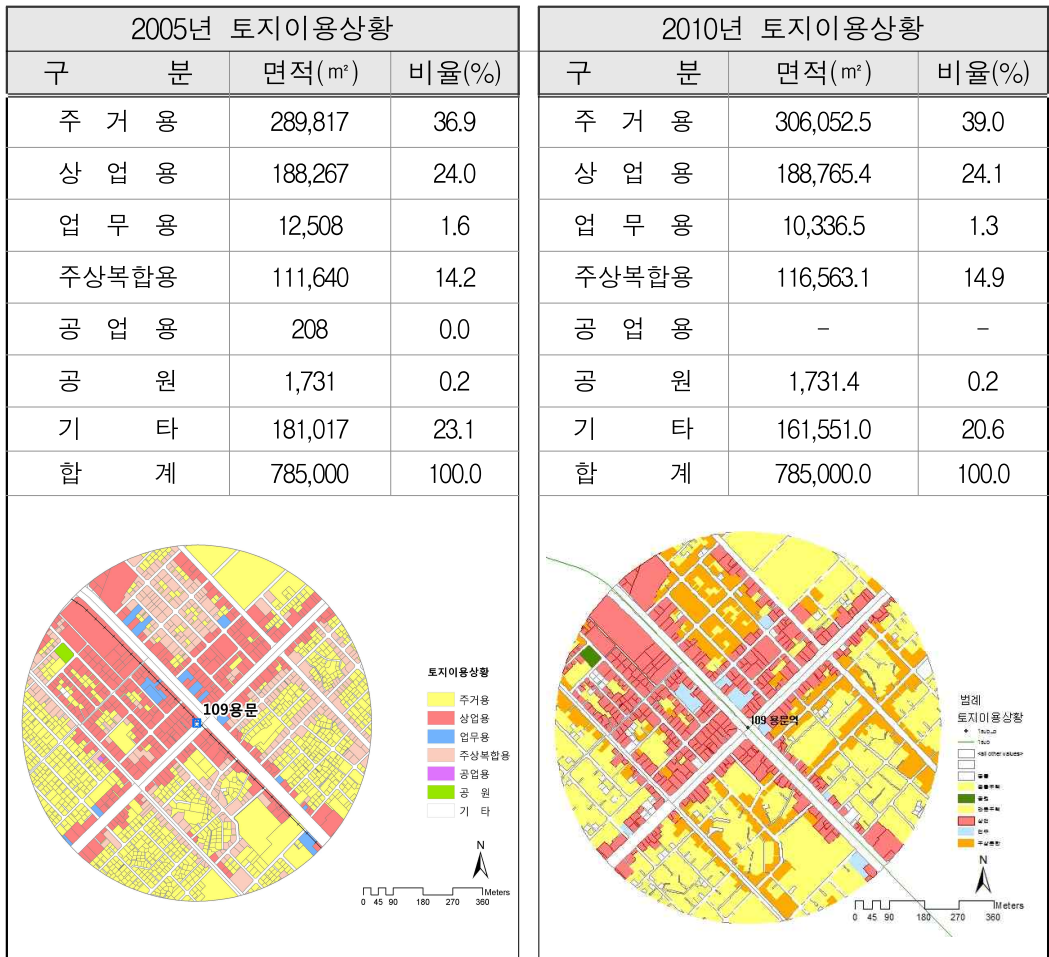 2005년 토지이용상황
구 분 면적(㎡) 비율(%)
주 거 용 289,817 36.9
상 업 용 188,267 24.0
업 무 용 12,508 1.6
주상복합용 111,640 14.2
공 업 용 208 0.0
공 원 1,731 0.2
기 타 181,017 23.1
합 계 785,000 100.0
109용문
토지이용상황
주거용
상업용
업무용
주상복합용
공업용
공 원
기 타
N
Meters
0 45 90 180 270 360
2010년 토지이용상황
구 분 면적(㎡) 비율(%)
주 거 용 306,052.5 39.0
상 업 용 188,765.4 24.1
업 무 용 10,336.5 1.3
주상복합용 116,563.1 14.9
공 업 용 – –
공 원 1,731.4 0.2
기 타 161,551.0 20.6
합 계 785,000.0 100.0
109 용문역
범례
토지이용상황
<all other values>
N
Meters
0 45 90 180 270 360